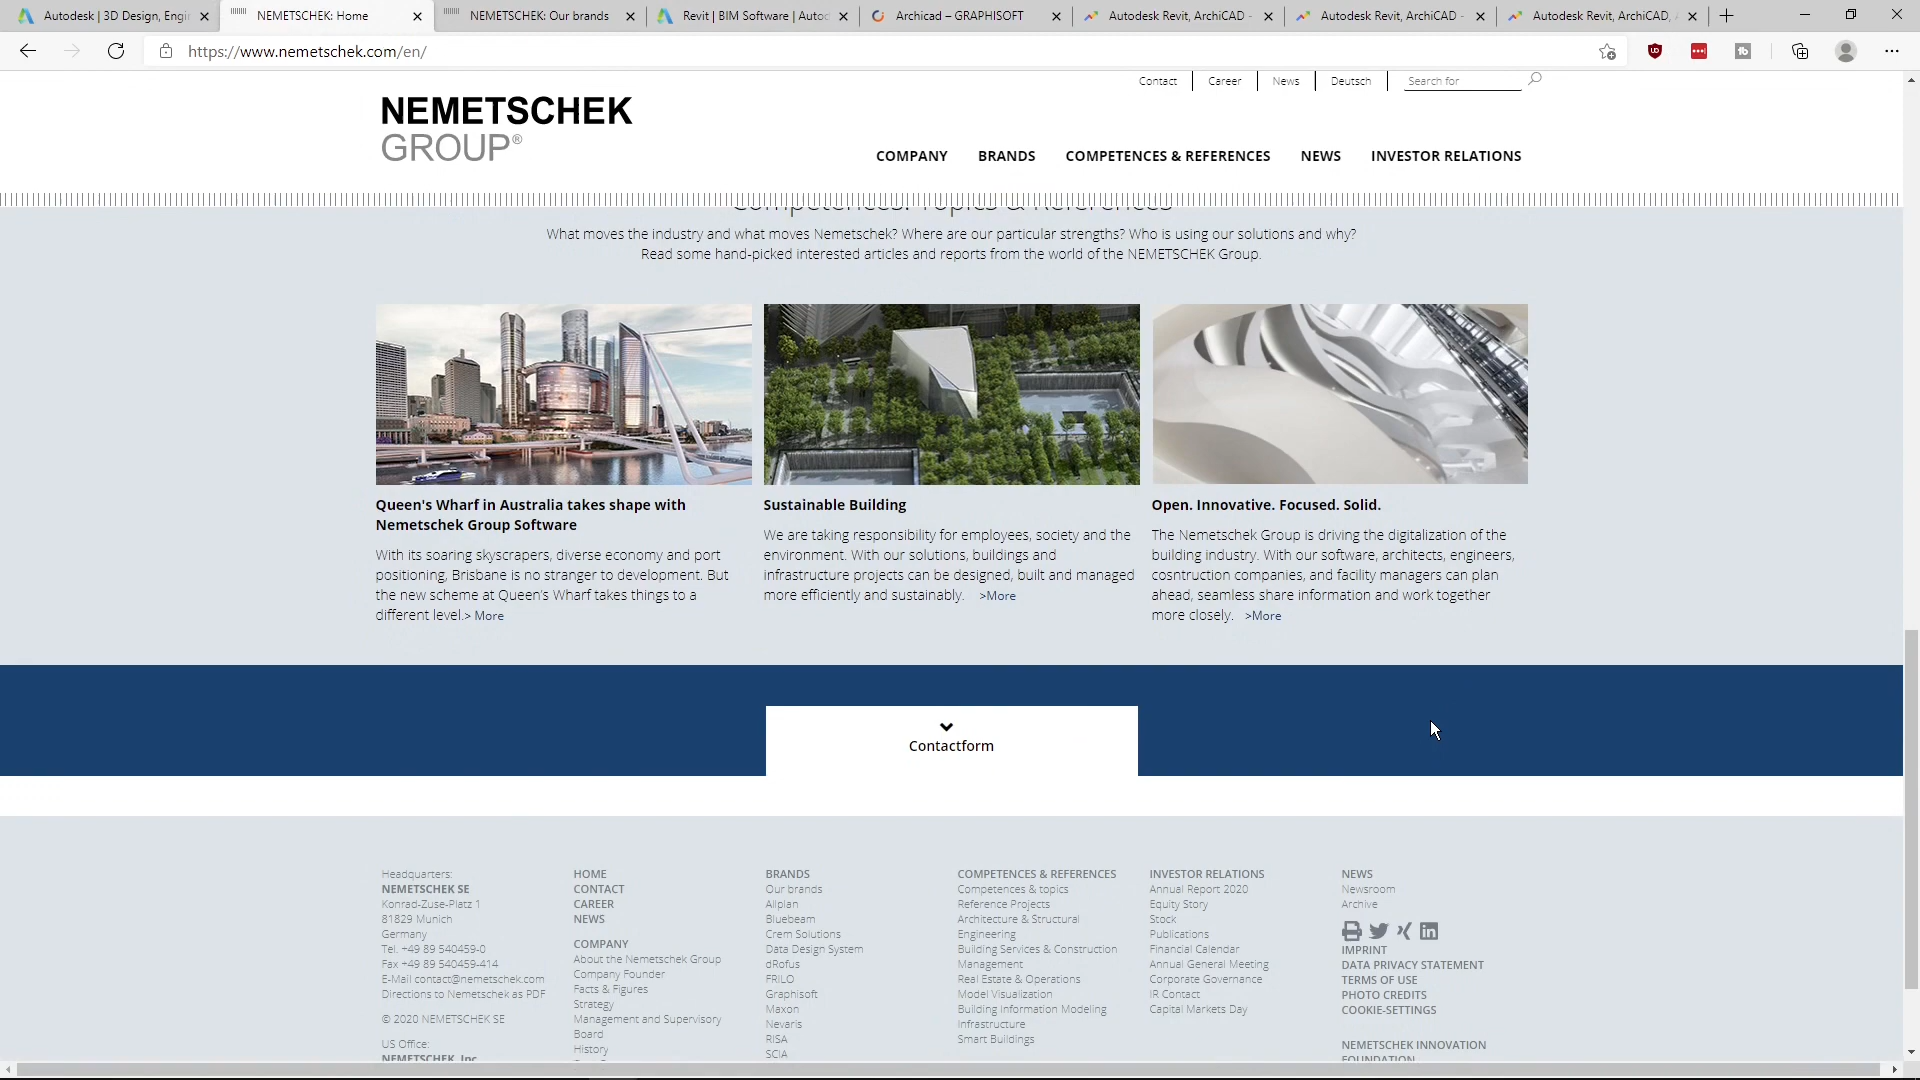 Autodesk | 3D Design, Engi
NEMETSCHEK: Home
NEMETSCHEK: Our brands
Revit | BIM Software | Autod
Archicad – GRAPHISOFT
Autodesk Revit, ArchiCAD -
Autodesk Revit, ArchiCAD -
Autodesk Revit, ArchiCAD,
https://www.nemetschek.com/en/
Contact
Career
News
Deutsch
Search for
NEMETSCHEK
GROUP®
COMPANY
BRANDS
COMPETENCES & REFERENCES
NEWS
INVESTOR RELATIONS
Competences: Topics & References
What moves the industry and what moves Nemetschek? Where are our particular strengths? Who is using our solutions and why?
Read some hand-picked interested articles and reports from the world of the NEMETSCHEK Group.
Queen's Wharf in Australia takes shape with
Nemetschek Group Software
With its soaring skyscrapers, diverse economy and port
positioning, Brisbane is no stranger to development. But
the new scheme at Queen's Wharf takes things to a
different level.> More
Sustainable Building
We are taking responsibility for employees, society and the
environment. With our solutions, buildings and
infrastructure projects can be designed, built and managed
more efficiently and sustainably. >More
Open. Innovative. Focused. Solid.
The Nemetschek Group is driving the digitalization of the
building industry. With our software, architects, engineers,
cosntruction companies, and facility managers can plan
ahead, seamless share information and work together
more closely. >More
Contactform
Headquarters:
NEMETSCHEK SE
Konrad-Zuse-Platz 1
81829 Munich
Germany
Tel. +49 89 540459-0
Fax +49 89 540459-414
E-Mail contact@nemetschek.com
Directions to Nemetschek as PDF
© 2020 NEMETSCHEK SE
US Office:
NEMETSCHEK, Inc.
HOME
CONTACT
CAREER
NEWS
COMPANY
About the Nemetschek Group
Company Founder
Facts & Figures
Strategy
Management and Supervisory
Board
History
BRANDS
Our brands
Allplan
Bluebeam
Crem Solutions
Data Design System
dRofus
FRILO
Graphisoft
Maxon
Nevaris
RISA
SCIA
COMPETENCES & REFERENCES
Competences & topics
Reference Projects
Architecture & Structural
Engineering
Building Services & Construction
Management
Real Estate & Operations
Model Visualization
Building Information Modeling
Infrastructure
Smart Buildings
INVESTOR RELATIONS
Annual Report 2020
Equity Story
Stock
Publications
Financial Calendar
Annual General Meeting
Corporate Governance
IR Contact
Capital Markets Day
NEWS
Newsroom
Archive
IMPRINT
DATA PRIVACY STATEMENT
TERMS OF USE
PHOTO CREDITS
COOKIE-SETTINGS
NEMETSCHEK INNOVATION
FOUNDATION